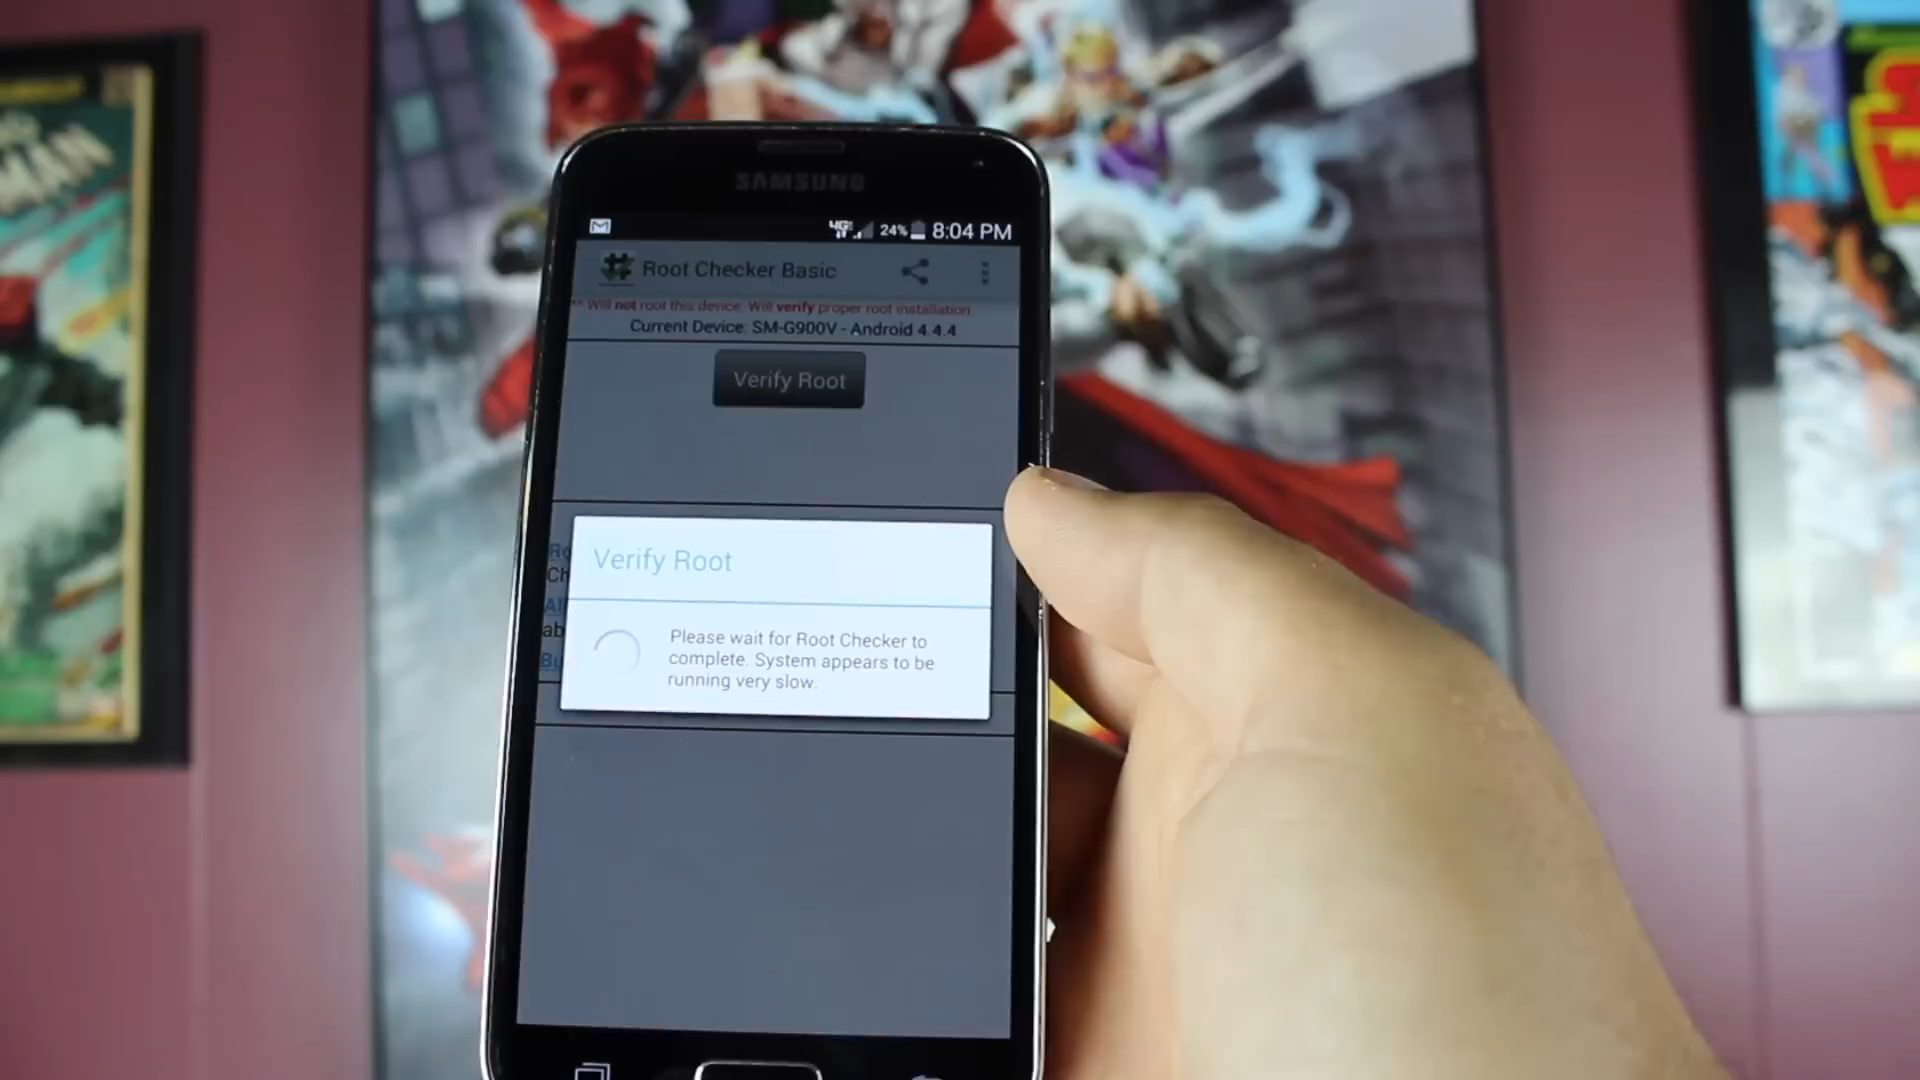 MAN
SAMSUNG
4G 24% 8:04 PM
Root Checker Basic
** Will not root this device. Will verify proper root installation
Current Device: SM-G900V - Android 4.4.4
Verify Root
Verify Root
Please wait for Root Checker to
complete. System appears to be
running very slow.